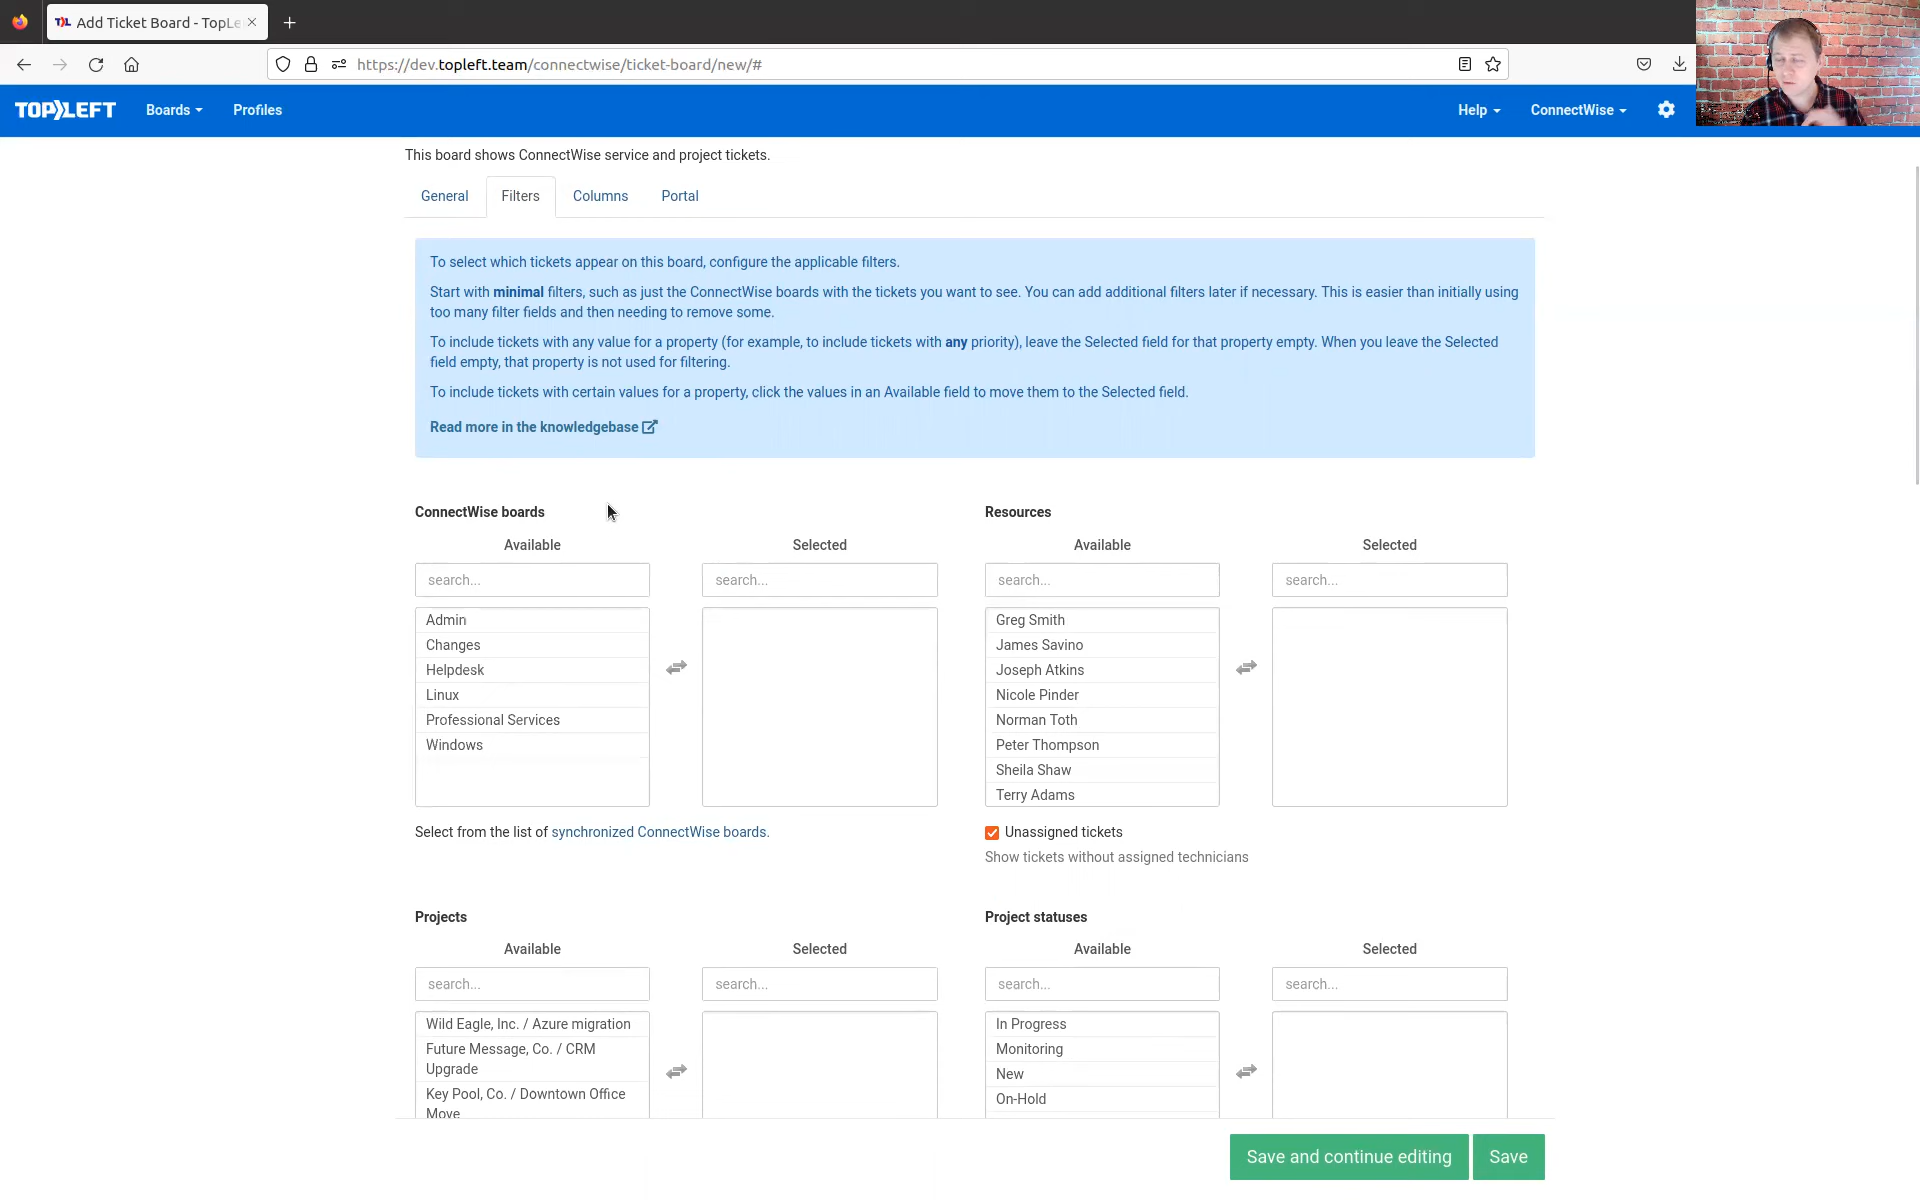 Add Ticket Board - TopLe
https://dev.topleft.team/connectwise/ticket-board/new/#
TOP LEFT
Boards
Profiles
Help
ConnectWise
This board shows ConnectWise service and project tickets.
General
Filters
Columns
Portal
To select which tickets appear on this board, configure the applicable filters.
Start with minimal filters, such as just the ConnectWise boards with the tickets you want to see. You can add additional filters later if necessary. This is easier than initially using
too many filter fields and then needing to remove some.
To include tickets with any value for a property (for example, to include tickets with any priority), leave the Selected field for that property empty. When you leave the Selected
field empty, that property is not used for filtering.
To include tickets with certain values for a property, click the values in an Available field to move them to the Selected field.
Read more in the knowledgebase
ConnectWise boards
Available
Selected
search...
search...
Admin
Changes
Helpdesk
Linux
Professional Services
Windows
Select from the list of synchronized ConnectWise boards.
Resources
Available
Selected
search...
search...
Greg Smith
James Savino
Joseph Atkins
Nicole Pinder
Norman Toth
Peter Thompson
Sheila Shaw
Terry Adams
Unassigned tickets
Show tickets without assigned technicians
Projects
Available
Selected
search...
search...
Wild Eagle, Inc. / Azure migration
Future Message, Co. / CRM
Upgrade
Key Pool, Co. / Downtown Office
Move
Project statuses
Available
Selected
search...
search...
In Progress
Monitoring
New
On-Hold
Save and continue editing
Save